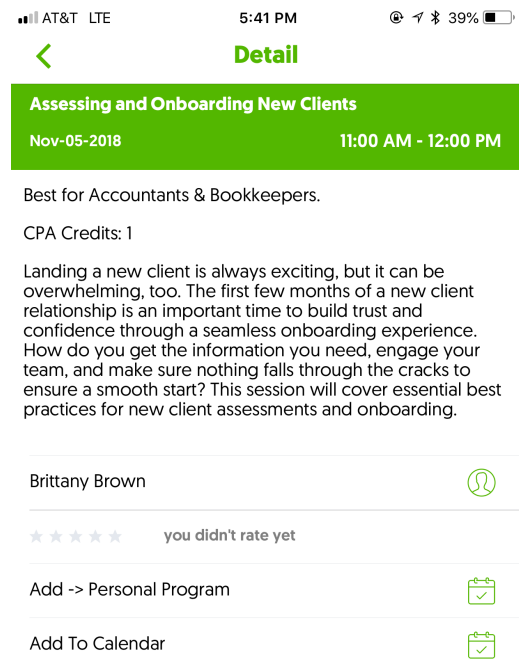 AT&T LTE 5:41 PM 39%
Detail
Assessing and Onboarding New Clients
Nov-05-2018 11:00 AM - 12:00 PM
Best for Accountants & Bookkeepers.
CPA Credits: 1
Landing a new client is always exciting, but it can be
overwhelming, too. The first few months of a new client
relationship is an important time to build trust and
confidence through a seamless onboarding experience.
How do you get the information you need, engage your
team, and make sure nothing falls through the cracks to
ensure a smooth start? This session will cover essential best
practices for new client assessments and onboarding.
Brittany Brown
you didn't rate yet
Add -> Personal Program
Add To Calendar